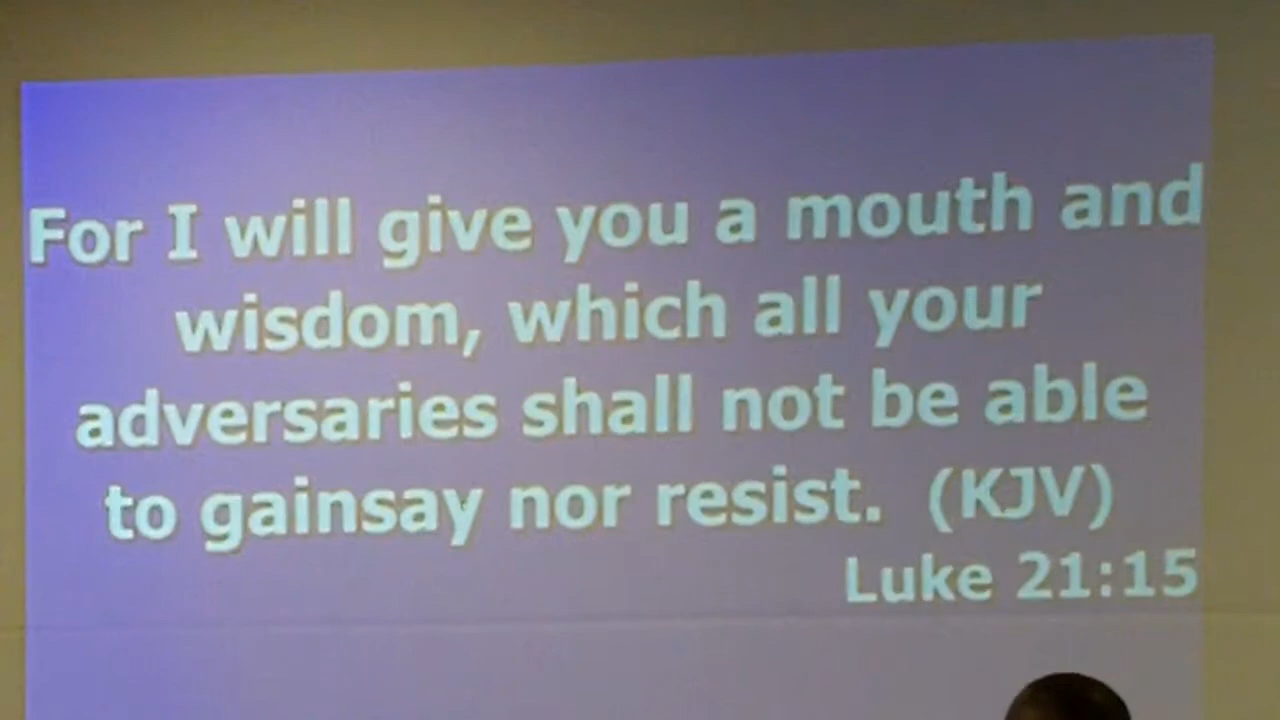 For I will give you a mouth and
wisdom, which all your
adversaries shall not be able
to gainsay nor resist.  (KJV)
Luke 21:15